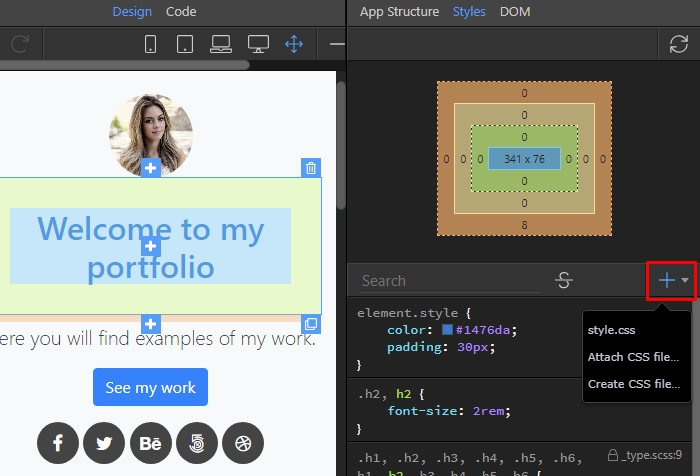 Design Code
App Structure Styles DOM
0
0
0
0 0 0 341 x 76 0 0 0
0
0
8
Welcome to my
portfolio
ere you will find examples of my work.
See my work
Bē
Search
S
style.css
Attach CSS file...
Create CSS file...
element.style {
color: #1476da;
padding: 30px;
}
.h2, h2 {
font-size: 2rem;
}
.h1, .h2, .h3, .h4, .h5, .h6, _type.scss:9
h1, h2, h3, h4, h5, h6 {